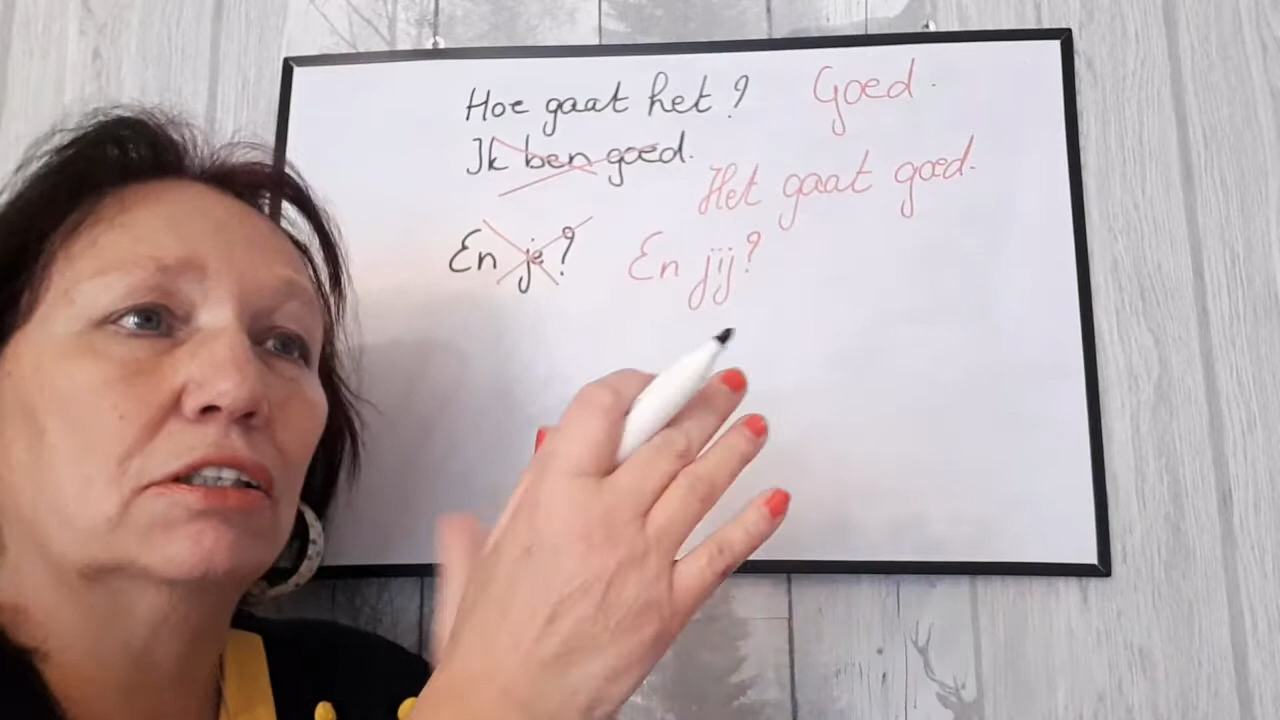 Hoe gaat het? Goed.
Ik ben goed.
Het gaat goed.
En je? En jij?